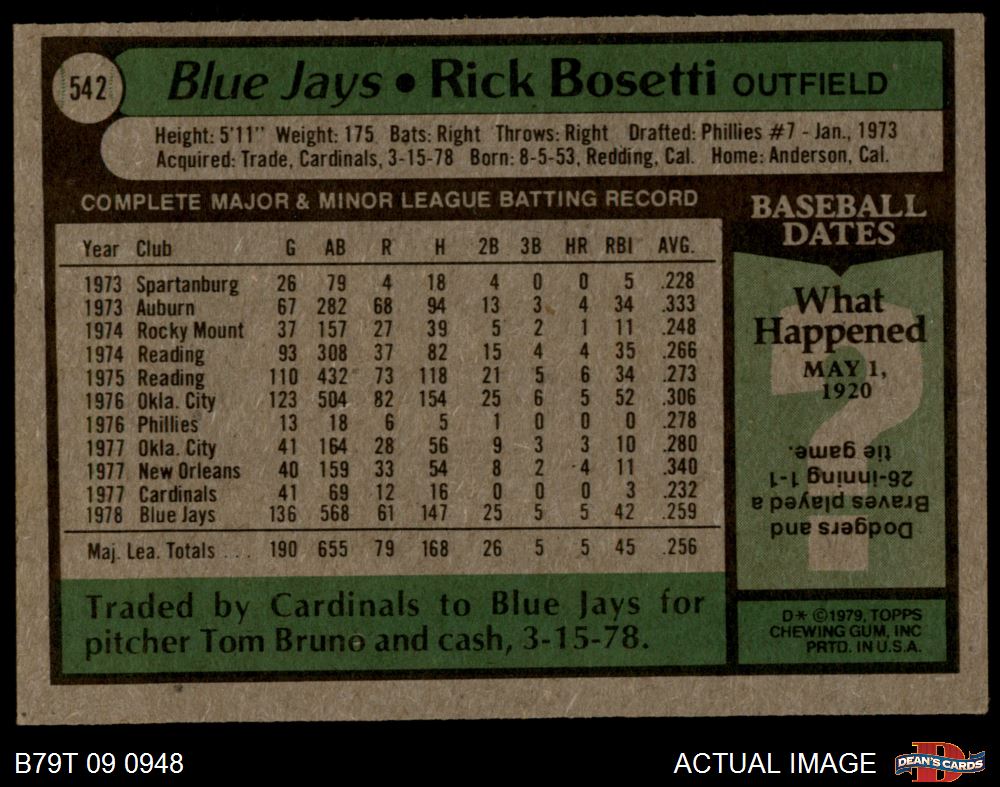 542
Blue Jays • Rick Bosetti OUTFIELD
Height: 5'11" Weight: 175 Bats: Right Throws: Right Drafted: Phillies #7 - Jan., 1973
Acquired: Trade, Cardinals, 3-15-78 Born: 8-5-53, Redding, Cal. Home: Anderson, Cal.
COMPLETE MAJOR & MINOR LEAGUE BATTING RECORD
Year Club G AB R H 2B 3B HR RBI AVG.
1973 Spartanburg 26 79 4 18 4 0 0 5 .228
1973 Auburn 67 282 68 94 13 3 4 34 .333
1974 Rocky Mount 37 157 27 39 5 2 1 11 .248
1974 Reading 93 308 37 82 15 4 4 35 .266
1975 Reading 110 432 73 118 21 5 6 34 .273
1976 Okla. City 123 504 82 154 25 6 5 52 .306
1976 Phillies 13 18 6 5 1 0 0 0 .278
1977 Okla. City 41 164 28 56 9 3 3 10 .280
1977 New Orleans 40 159 33 54 8 2 4 11 .340
1977 Cardinals 41 69 12 16 0 0 0 3 .232
1978 Blue Jays 136 568 61 147 25 5 5 42 .259
Maj. Lea. Totals ... 190 655 79 168 26 5 5 45 .256
Traded by Cardinals to Blue Jays for
pitcher Tom Bruno and cash, 3-15-78.
BASEBALL
DATES
What
Happened
MAY 1,
1920
?
Dodgers and
Braves played a
26-inning 1-1
tie game.
D* ©1979, TOPPS
CHEWING GUM, INC
PRTD. IN U.S.A.
B79T 09 0948
ACTUAL IMAGE
D
DEAN'S CARDS